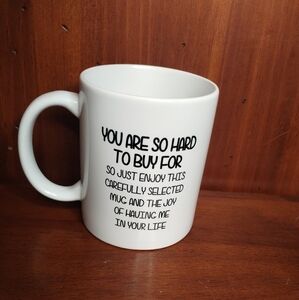 YOU ARE SO HARD
TO BUY FOR
SO JUST ENJOY THIS
CAREFULLY SELECTED
MUG AND THE JOY
OF HAVING ME
IN YOUR LIFE